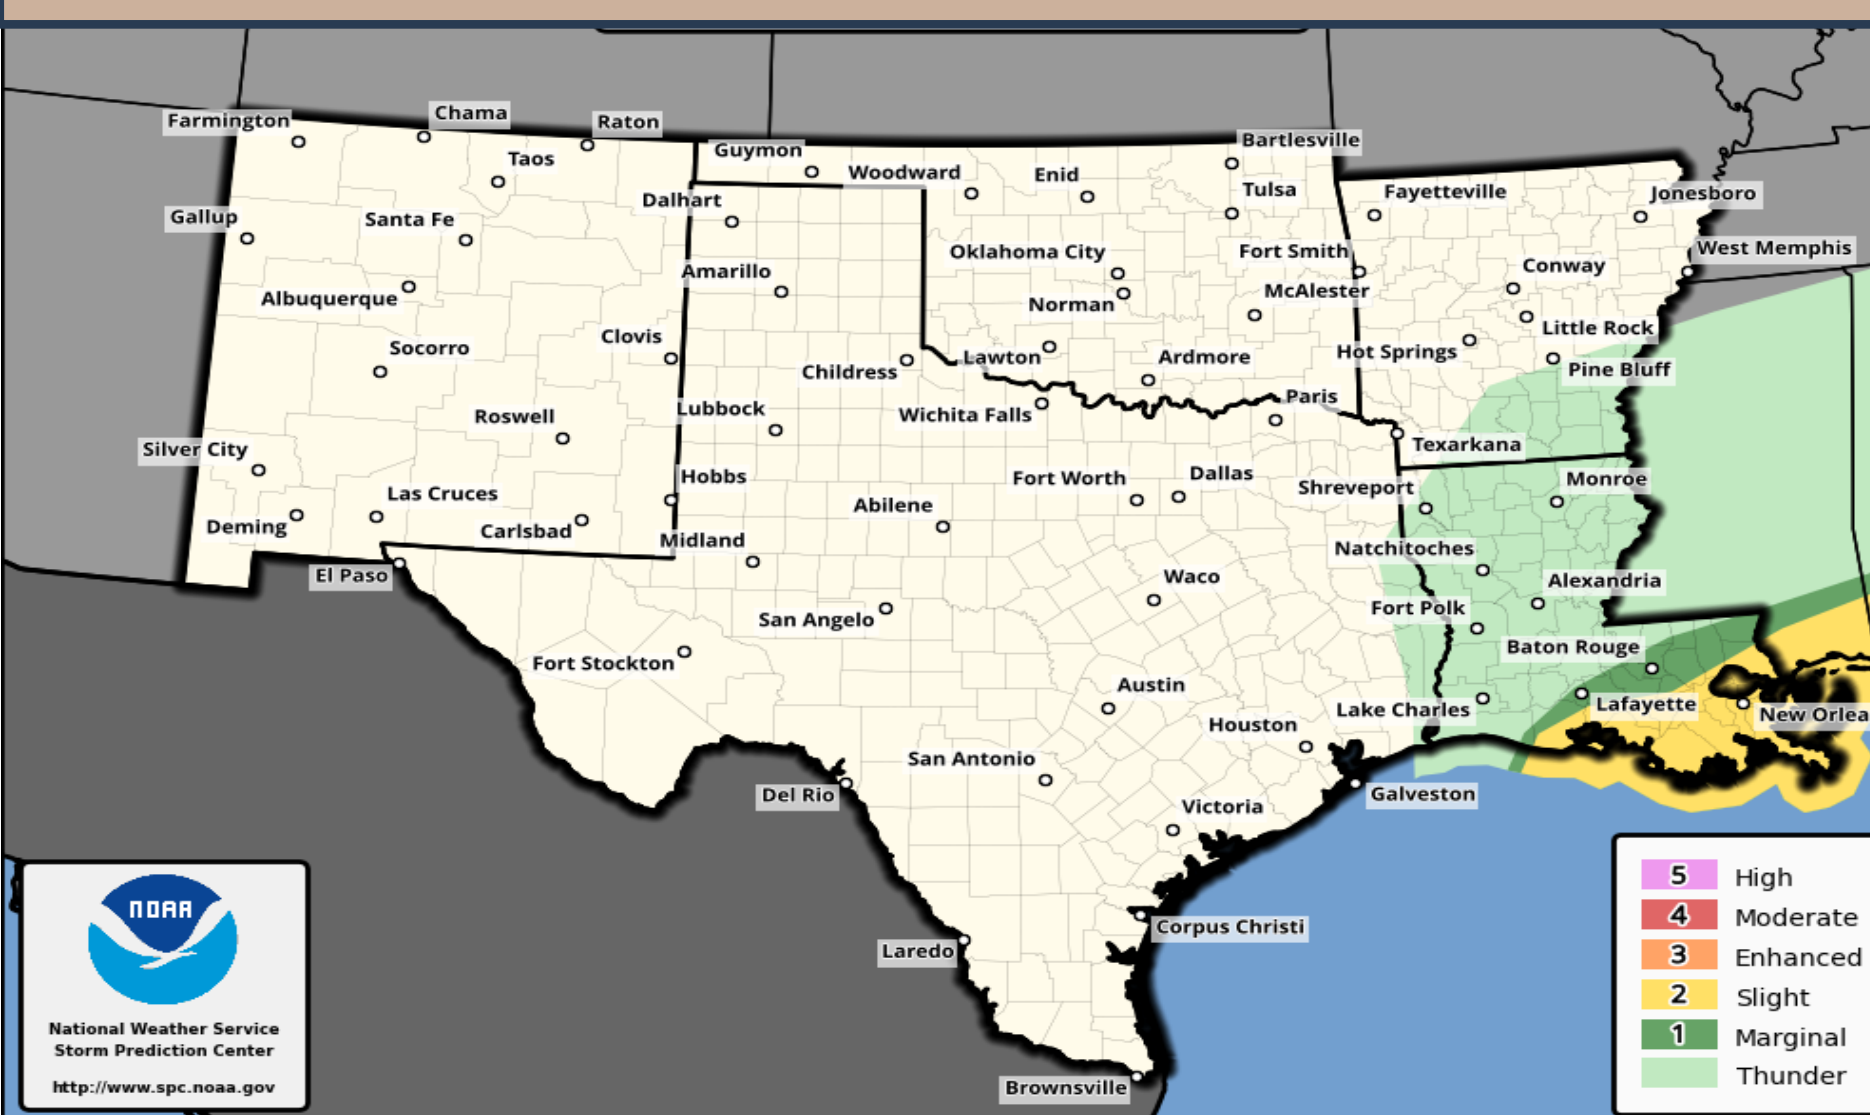 Farmington
Chama
Raton
Taos
Guymon
Woodward
Enid
Bartlesville
Tulsa
Fayetteville
Jonesboro
Gallup
Santa Fe
Dalhart
Oklahoma City
Fort Smith
West Memphis
Conway
Albuquerque
Amarillo
Norman
McAlester
Socorro
Clovis
Childress
Lawton
Ardmore
Hot Springs
Little Rock
Pine Bluff
Roswell
Lubbock
Wichita Falls
Paris
Texarkana
Silver City
Las Cruces
Hobbs
Fort Worth
Dallas
Shreveport
Monroe
Deming
Carlsbad
Midland
Abilene
Natchitoches
El Paso
Waco
Alexandria
San Angelo
Fort Polk
Fort Stockton
Baton Rouge
Austin
Lake Charles
Lafayette
New Orlea
Houston
San Antonio
Del Rio
Victoria
Galveston
Laredo
Corpus Christi
Brownsville
NOAA
National Weather Service
Storm Prediction Center
http://www.spc.noaa.gov
5 High
4 Moderate
3 Enhanced
2 Slight
1 Marginal
Thunder